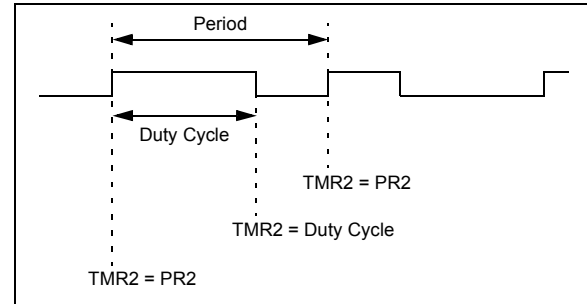 Period
Duty Cycle
TMR2 = PR2
TMR2 = Duty Cycle
TMR2 = PR2